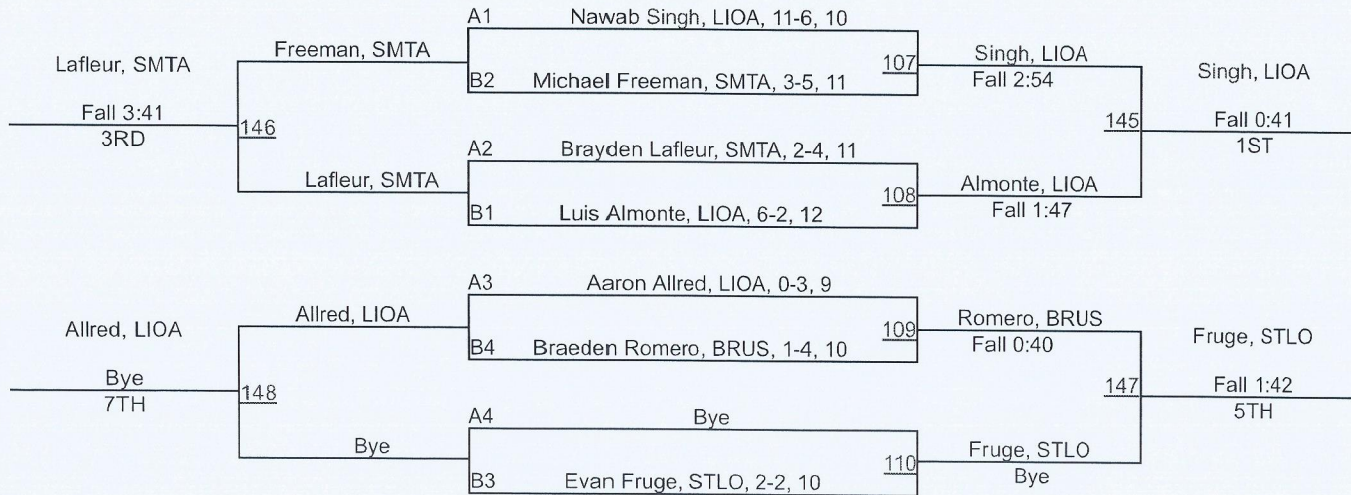 A1 Nawab Singh, LIOA, 11-6, 10
Freeman, SMTA
Lafleur, SMTA
107
Singh, LIOA
Singh, LIOA
B2 Michael Freeman, SMTA, 3-5, 11
Fall 2:54
Fall 3:41
3RD
146
145
Fall 0:41
1ST
A2 Brayden Lafleur, SMTA, 2-4, 11
Lafleur, SMTA
108
Almonte, LIOA
B1 Luis Almonte, LIOA, 6-2, 12
Fall 1:47
A3 Aaron Allred, LIOA, 0-3, 9
Allred, LIOA
Allred, LIOA
109
Romero, BRUS
Fruge, STLO
B4 Braeden Romero, BRUS, 1-4, 10
Fall 0:40
Bye
7TH
148
147
Fall 1:42
5TH
A4 Bye
Bye
110
Fruge, STLO
B3 Evan Fruge, STLO, 2-2, 10
Bye